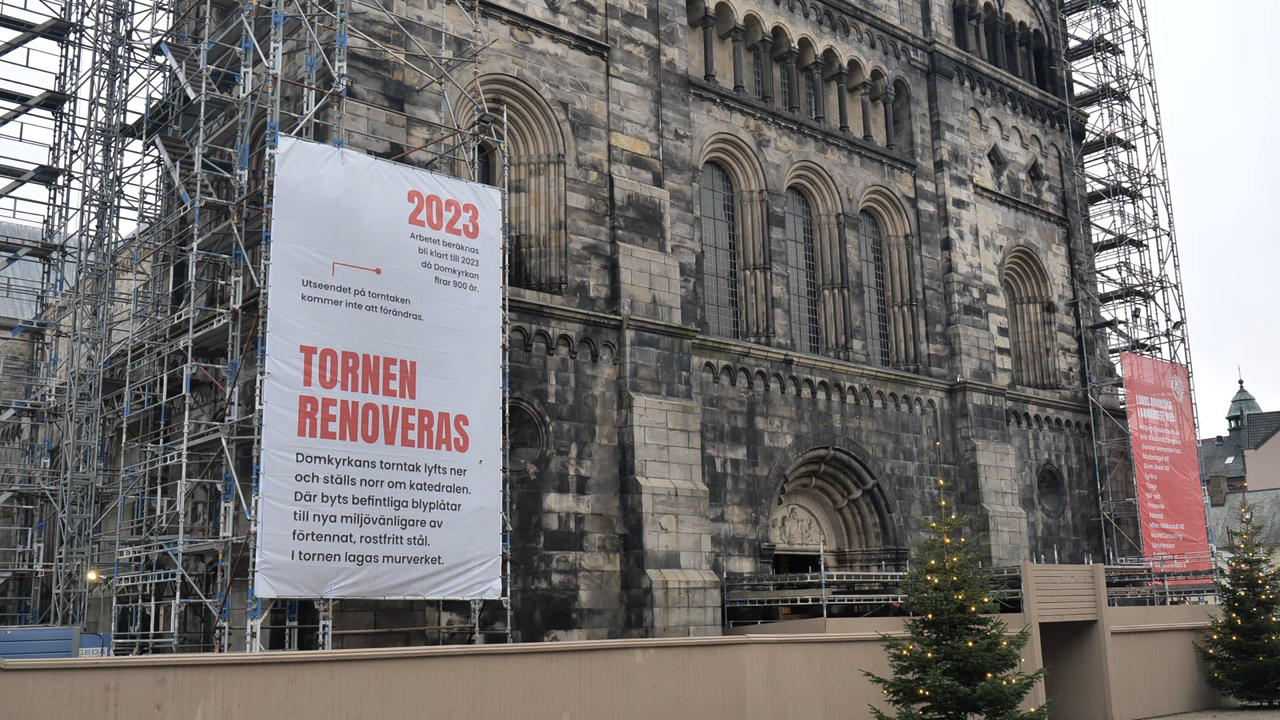 2023
Arbetet beräknas
bli klart till 2023
då Domkyrkan
firar 900 år.
Utseendet på torntaken
kommer inte att förändras.
TORNEN
RENOVERAS
Domkyrkans torntak lyfts ner
och ställs norr om katedralen.
Där byts befintliga blyplåtar
till nya miljövänligare av
förtennat, rostfritt stål.
I tornen lagas murverket.
LUNDS DOMKYRKA